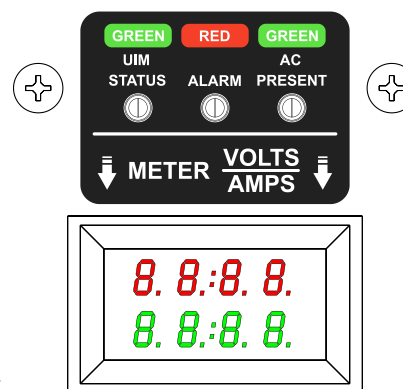 GREEN RED GREEN
UIM AC
STATUS ALARM PRESENT
METER VOLTS
AMPS
8. 8.:8. 8.
8. 8.:8. 8.